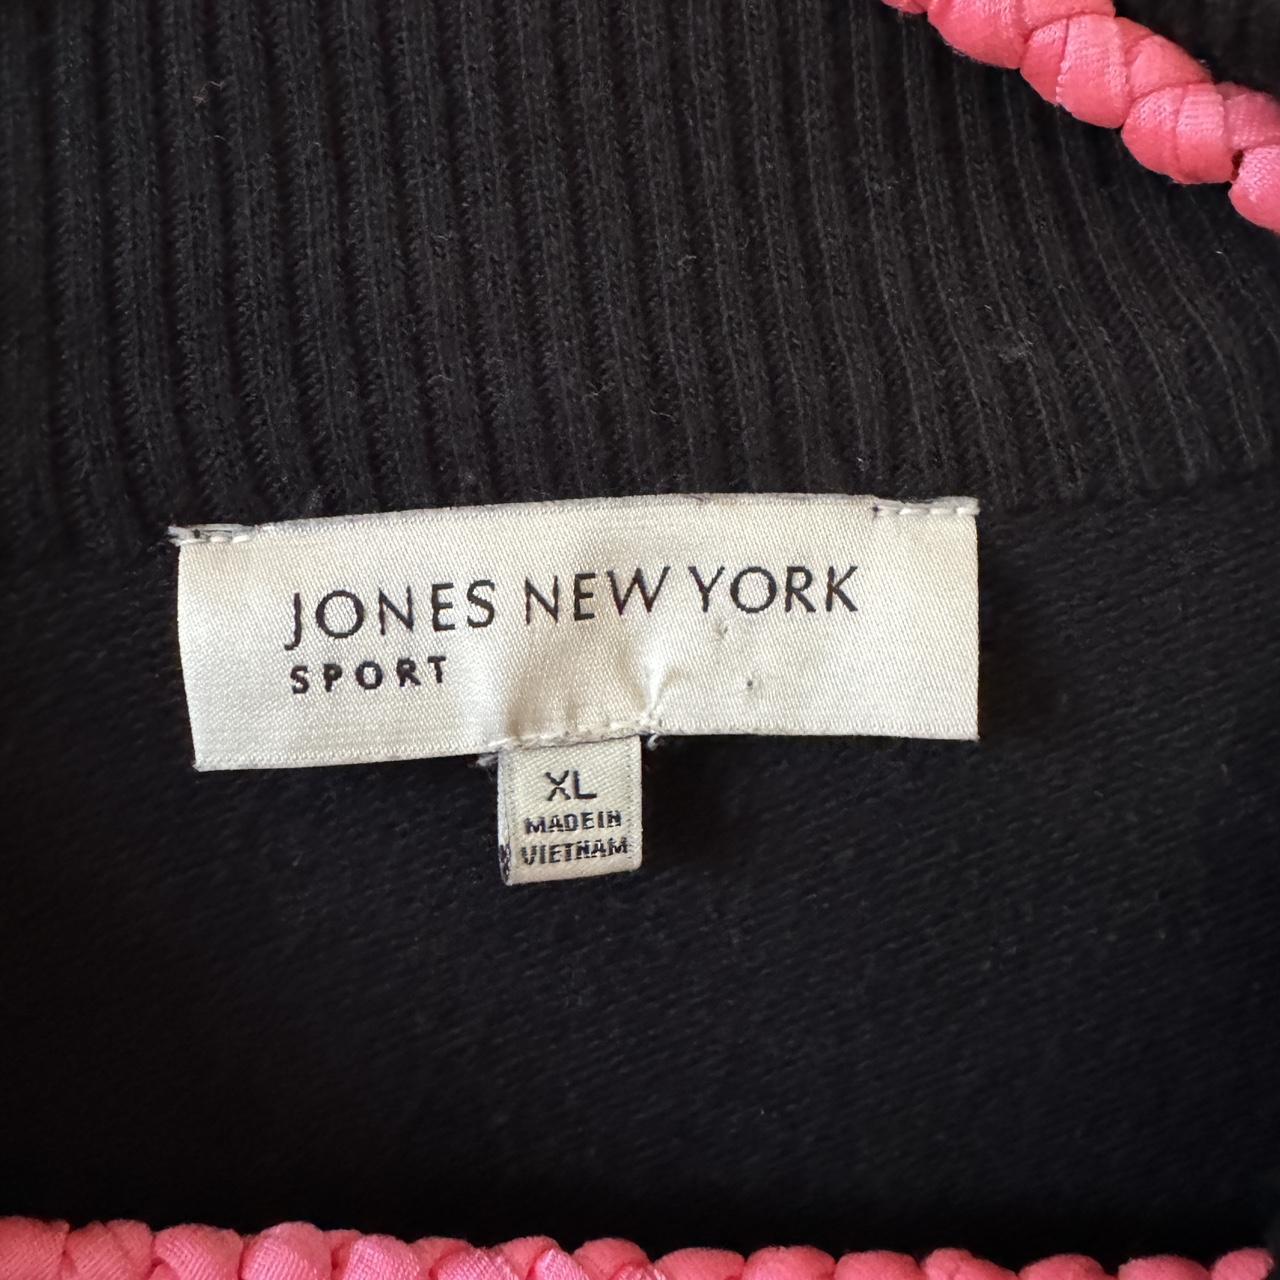 JONES NEW YORK
SPORT
XL
MADE IN
VIETNAM